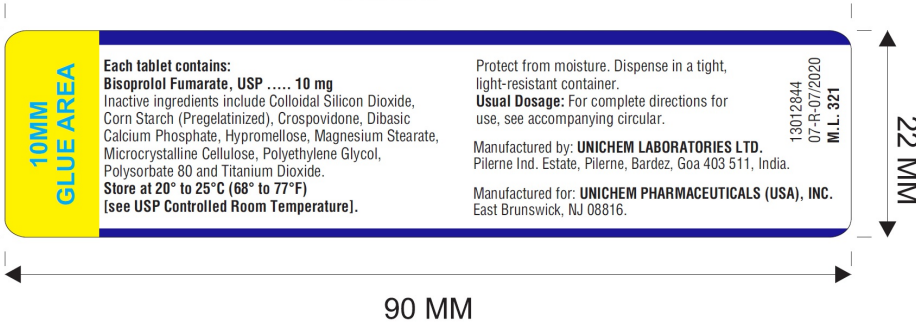 10MM
GLUE AREA
Each tablet contains:
Bisoprolol Fumarate, USP ..... 10 mg
Inactive ingredients include Colloidal Silicon Dioxide,
Corn Starch (Pregelatinized), Crospovidone, Dibasic
Calcium Phosphate, Hypromellose, Magnesium Stearate,
Microcrystalline Cellulose, Polyethylene Glycol,
Polysorbate 80 and Titanium Dioxide.
Store at 20° to 25°C (68° to 77°F)
[see USP Controlled Room Temperature].
Protect from moisture. Dispense in a tight,
light-resistant container.
Usual Dosage: For complete directions for
use, see accompanying circular.
Manufactured by: UNICHEM LABORATORIES LTD.
Pilerne Ind. Estate, Pilerne, Bardez, Goa 403 511, India.
Manufactured for: UNICHEM PHARMACEUTICALS (USA), INC.
East Brunswick, NJ 08816.
13012844
07-R-07/2020
M.L. 321
22 MM
90 MM